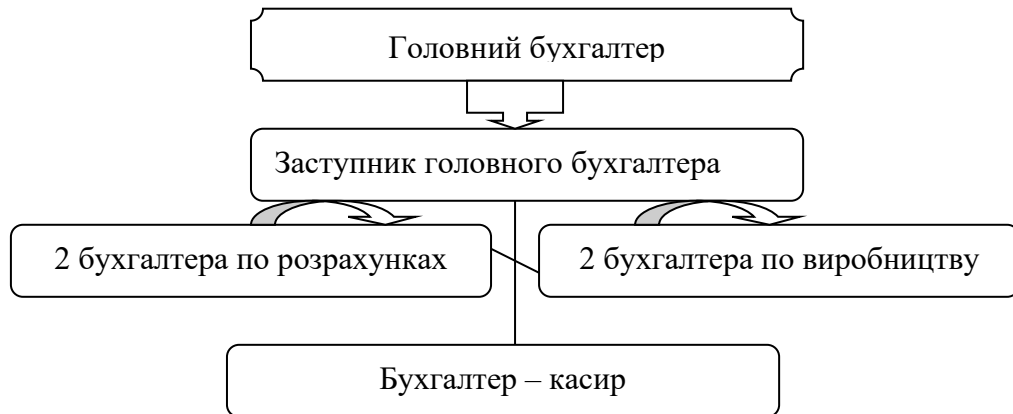 Головний бухгалтер
Заступник головного бухгалтера
2 бухгалтера по розрахунках
2 бухгалтера по виробництву
Бухгалтер – касир